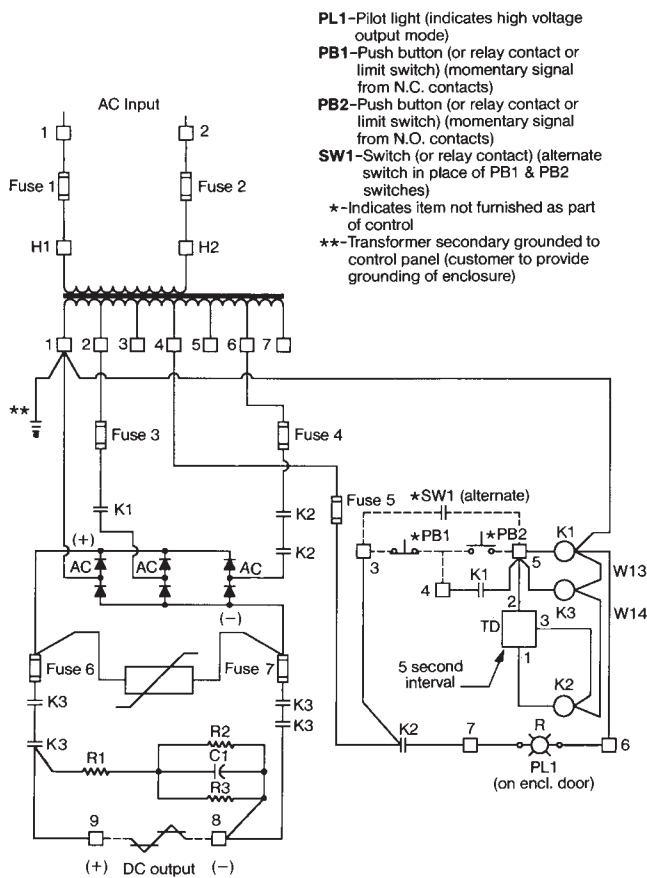 PL1–Pilot light (indicates high voltage
output mode)
PB1–Push button (or relay contact or
limit switch) (momentary signal
from N.C. contacts)
PB2–Push button (or relay contact or
limit switch) (momentary signal
from N.O. contacts)
SW1–Switch (or relay contact) (alternate
switch in place of PB1 & PB2
switches)
*–Indicates item not furnished as part
of control
**–Transformer secondary grounded to
control panel (customer to provide
grounding of enclosure)
AC Input
1
2
Fuse 1
Fuse 2
H1
H2
1
2
3
4
5
6
7
**
Fuse 3
Fuse 4
Fuse 5
*SW1 (alternate)
K1
K2
K2
*PB1
*PB2
K1
3
5
W13
(+)
AC
AC
AC
4
K1
K3
W14
(–)
2
TD
3
1
5 second
interval
Fuse 6
Fuse 7
K2
K3
K3
K3
K3
K2
7
R
6
PL1
(on encl. door)
R2
R1
C1
R3
9
8
(+) DC output (–)